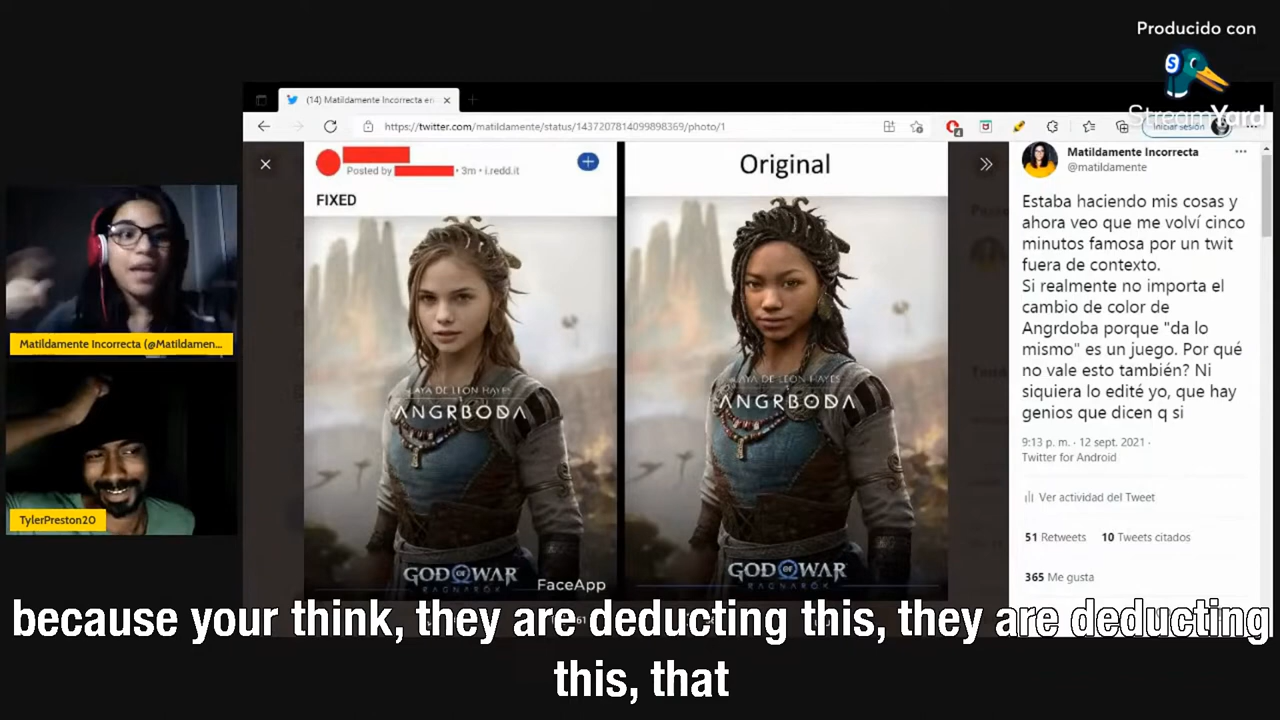 Producido con
StreamYard
(14) Matildamente Incorrecta en
https://twitter.com/matildamente/status/1437207814099898369/photo/1
Iniciar sesión
Posted by
• 3m • i.redd.it
FIXED
LAYA DE LEON HAYES
ANGRBODA
GOD OF WAR
RAGNARÖK
FaceApp
Original
LAYA DE LEON HAYES
ANGRBODA
GOD OF WAR
RAGNARÖK
Matildamente Incorrecta
@matildamente
Estaba haciendo mis cosas y
ahora veo que me volví cinco
minutos famosa por un twit
fuera de contexto.
Si realmente no importa el
cambio de color de
Angrdoba porque "da lo
mismo" es un juego. Por qué
no vale esto también? Ni
siquiera lo edité yo, que hay
genios que dicen q si
9:13 p. m. · 12 sept. 2021 ·
Twitter for Android
Ver actividad del Tweet
51 Retweets 10 Tweets citados
365 Me gusta
Matildamente Incorrecta (@Matildamen...
TylerPreston20
because your think, they are deducting this, they are deducting
this, that